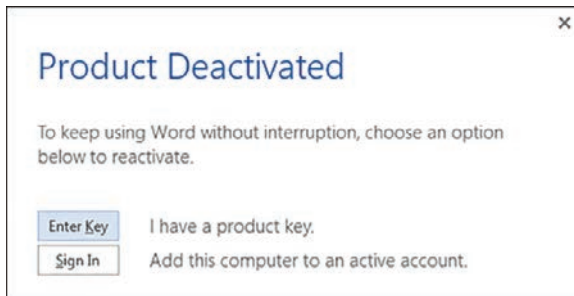 Product Deactivated
To keep using Word without interruption, choose an option
below to reactivate.
Enter Key I have a product key.
Sign In Add this computer to an active account.